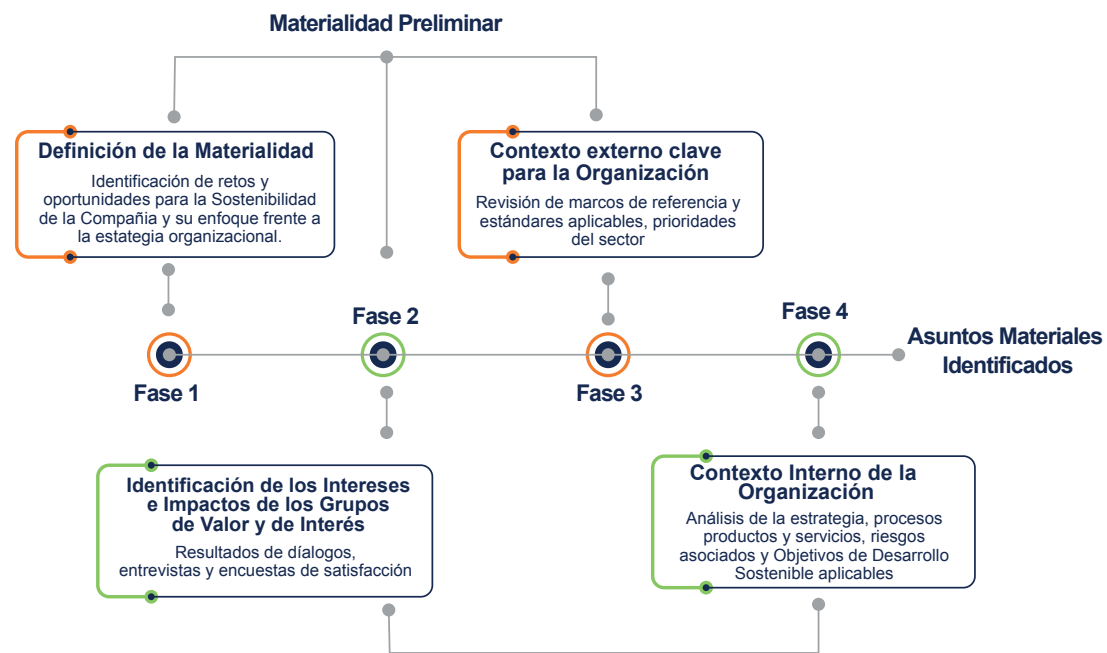 Materialidad Preliminar
Definición de la Materialidad
Identificación de retos y
oportunidades para la Sostenibilidad
de la Compañia y su enfoque frente a
la estategia organizacional.
Contexto externo clave
para la Organización
Revisión de marcos de referencia y
estándares aplicables, prioridades
del sector
Fase 1
Fase 2
Fase 3
Fase 4
Asuntos Materiales
Identificados
Identificación de los Intereses
e Impactos de los Grupos
de Valor y de Interés
Resultados de díalogos,
entrevistas y encuestas de satisfacción
Contexto Interno de la
Organización
Análisis de la estrategia, procesos
productos y servicios, riesgos
asociados y Objetivos de Desarrollo
Sostenible aplicables